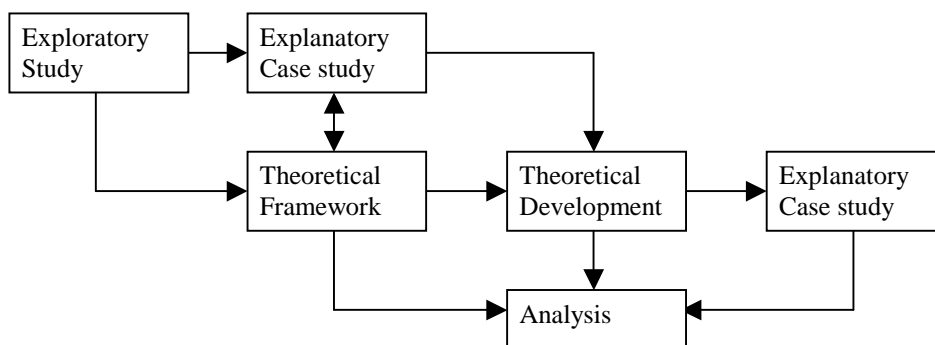 Exploratory
Study
Explanatory
Case study
Theoretical
Framework
Theoretical
Development
Explanatory
Case study
Analysis